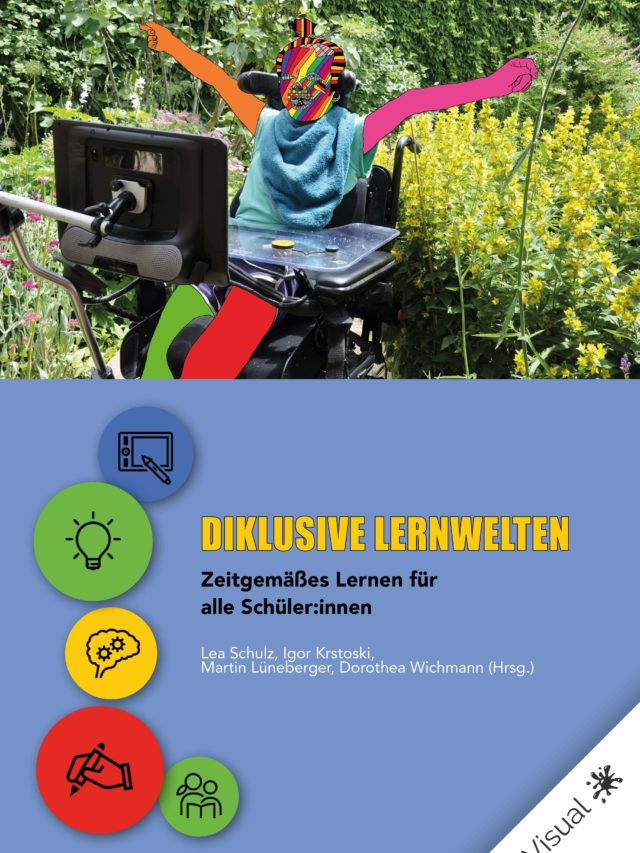 DIKLUSIVE LERNWELTEN
Zeitgemäßes Lernen für
alle Schüler:innen
Lea Schulz, Igor Krstoski,
Martin Lüneberger, Dorothea Wichmann (Hrsg.)
Visual